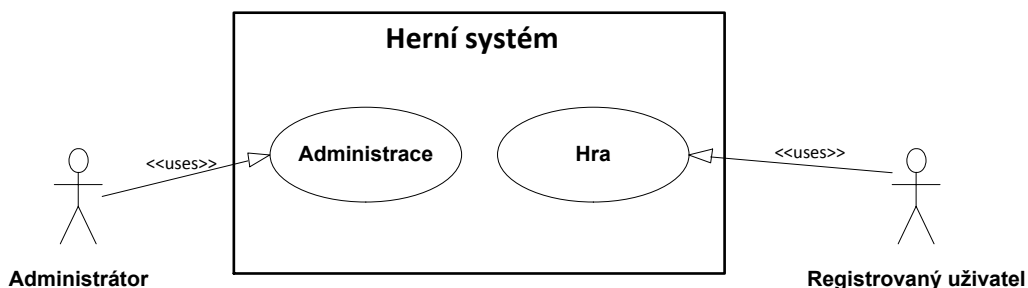 Herní systém
Administrace
Hra
<<uses>>
<<uses>>
Administrátor
Registrovaný uživatel